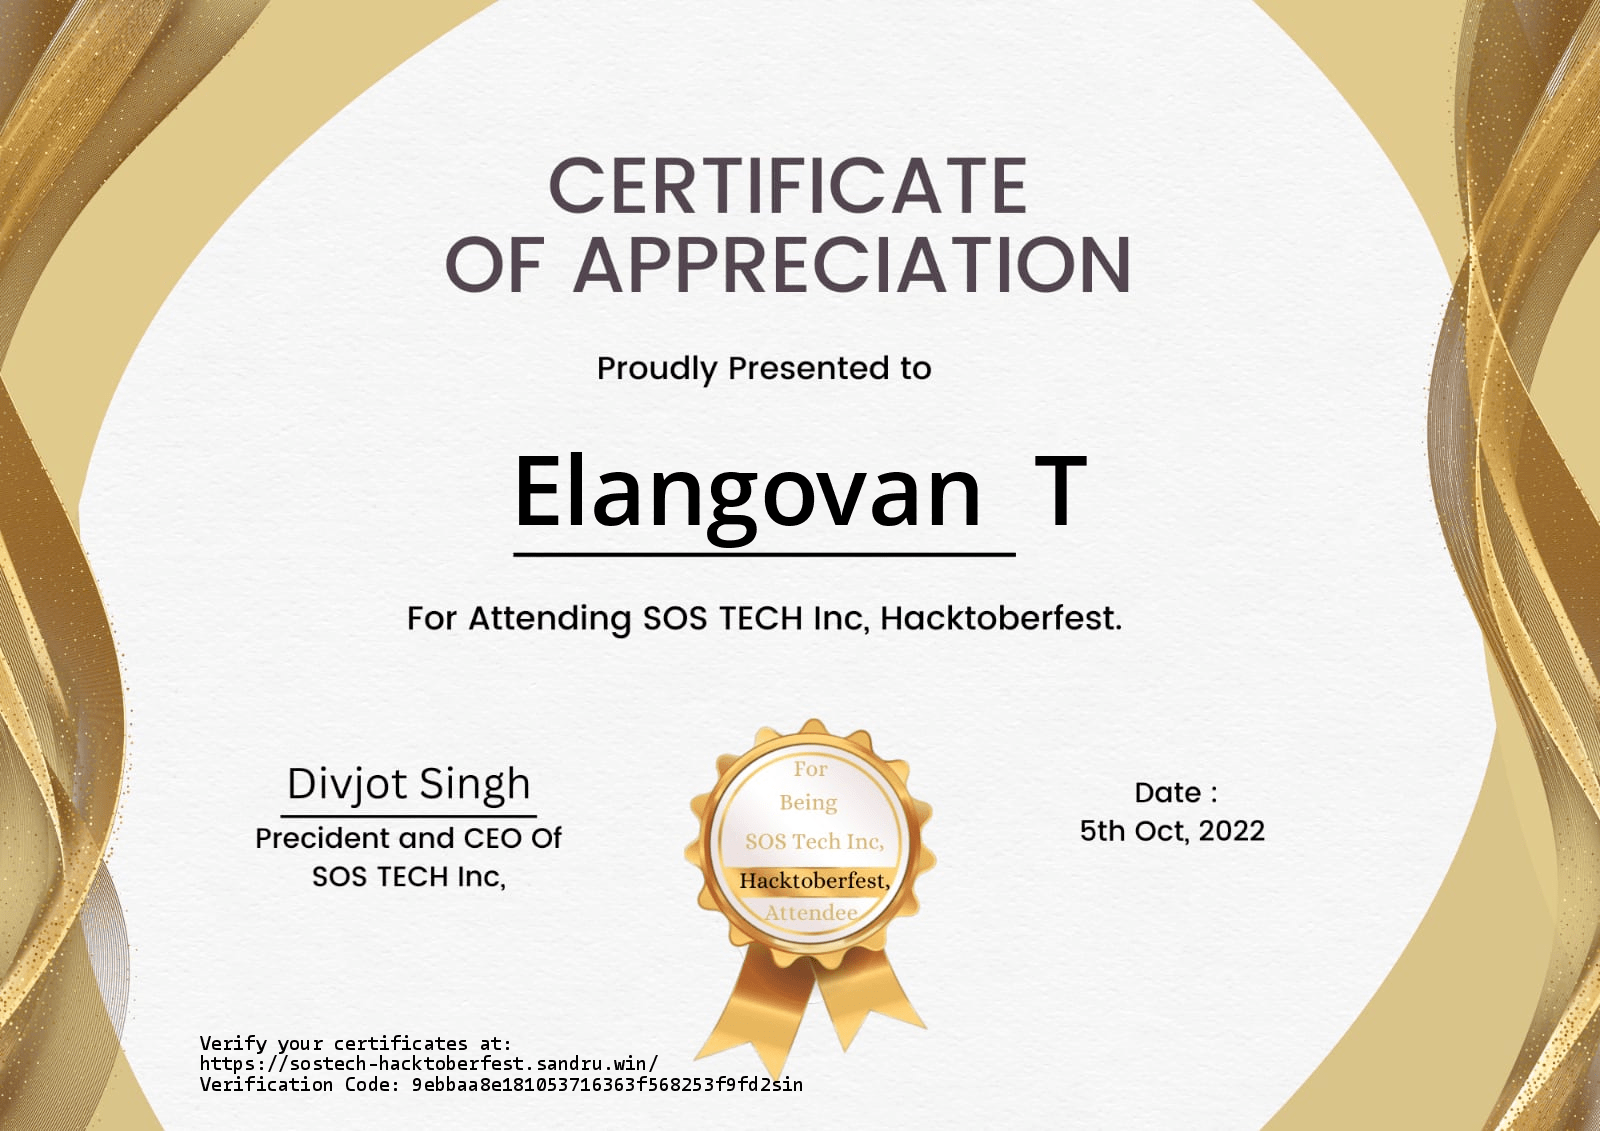 CERTIFICATE
OF APPRECIATION
Proudly Presented to
Elangovan T
For Attending SOS TECH Inc, Hacktoberfest.
Divjot Singh
Precident and CEO Of
SOS TECH Inc,
For
Being
SOS Tech Inc,
Hacktoberfest,
Attendee
Date :
5th Oct, 2022
Verify your certificates at:
https://sostech-hacktoberfest.sandru.win/
Verification Code: 9ebbaa8e181053716363f568253f9fd2sin